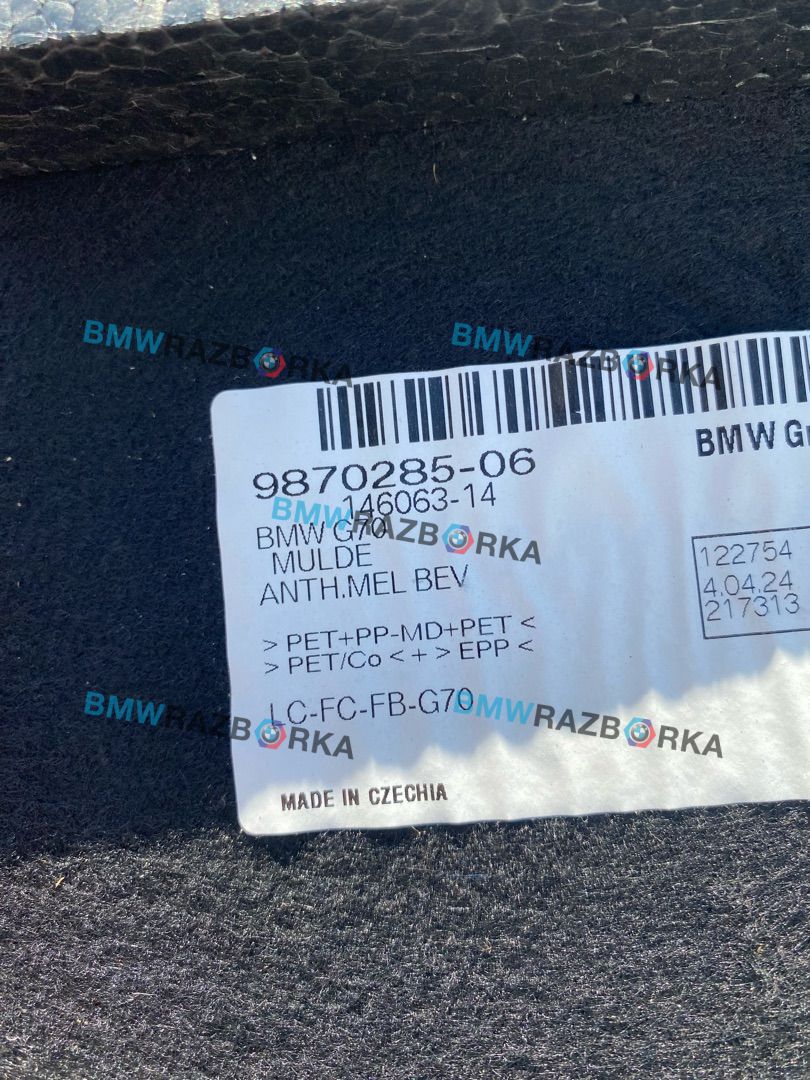 BMWRAZBORKA
BMWRAZBORKA
BMW
9870285-06
146063-14
BMWRAZBORKA
BMW G70
MULDE
ANTH.MEL BEV
122754
4.04.24
217313
> PET+PP-MD+PET <
> PET/Co < + > EPP <
LC-FC-FB-G70
BMWRAZBORKA
BMWRAZBORKA
MADE IN CZECHIA